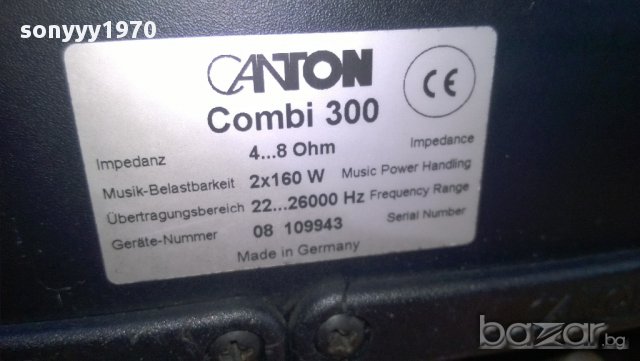 sonyyy1970
CANTON
CE
Combi 300
Impedanz 4...8 Ohm Impedance
Musik-Belastbarkeit 2x160 W Music Power Handling
Übertragungsbereich 22...26000 Hz Frequency Range
Geräte-Nummer 08 109943 Serial Number
Made in Germany
bazar.bg